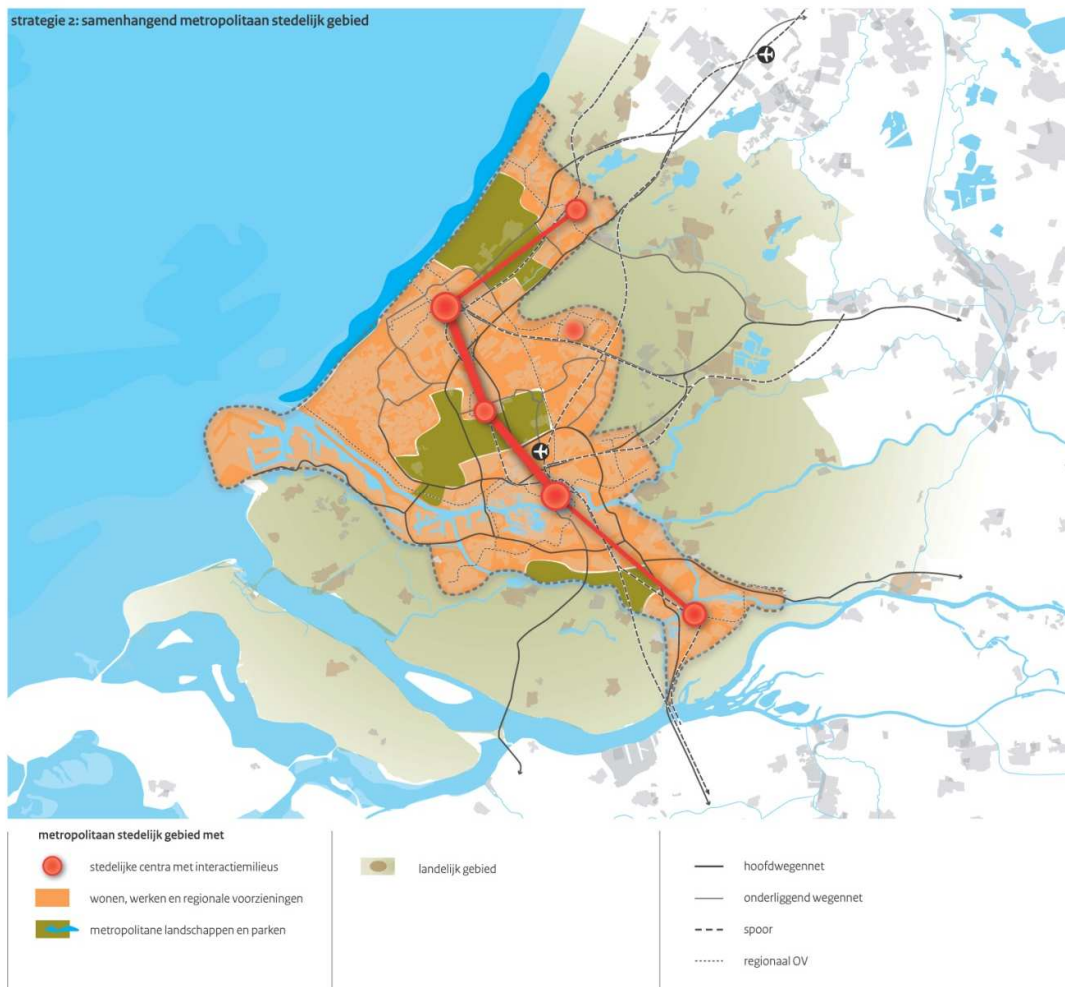 strategie 2: samenhangend metropolitaan stedelijk gebied
metropolitaan stedelijk gebied met
stedelijke centra met interactiemilieus
wonen, werken en regionale voorzieningen
metropolitane landschappen en parken
landelijk gebied
hoofdwegennet
onderliggend wegennet
spoor
regionaal OV